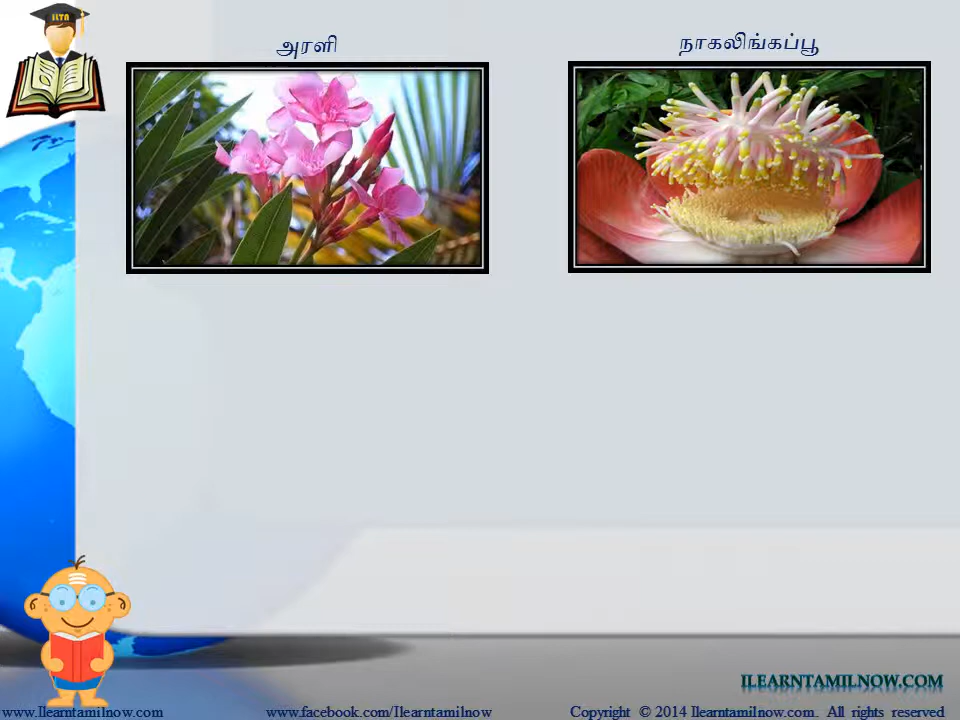 ILTN
அரளி
நாகலிங்கப்பூ
ILEARNTAMILNOW.COM
www.Ilearntamilnow.com www.facebook.com/Ilearntamilnow Copyright © 2014 Ilearntamilnow.com. All rights reserved